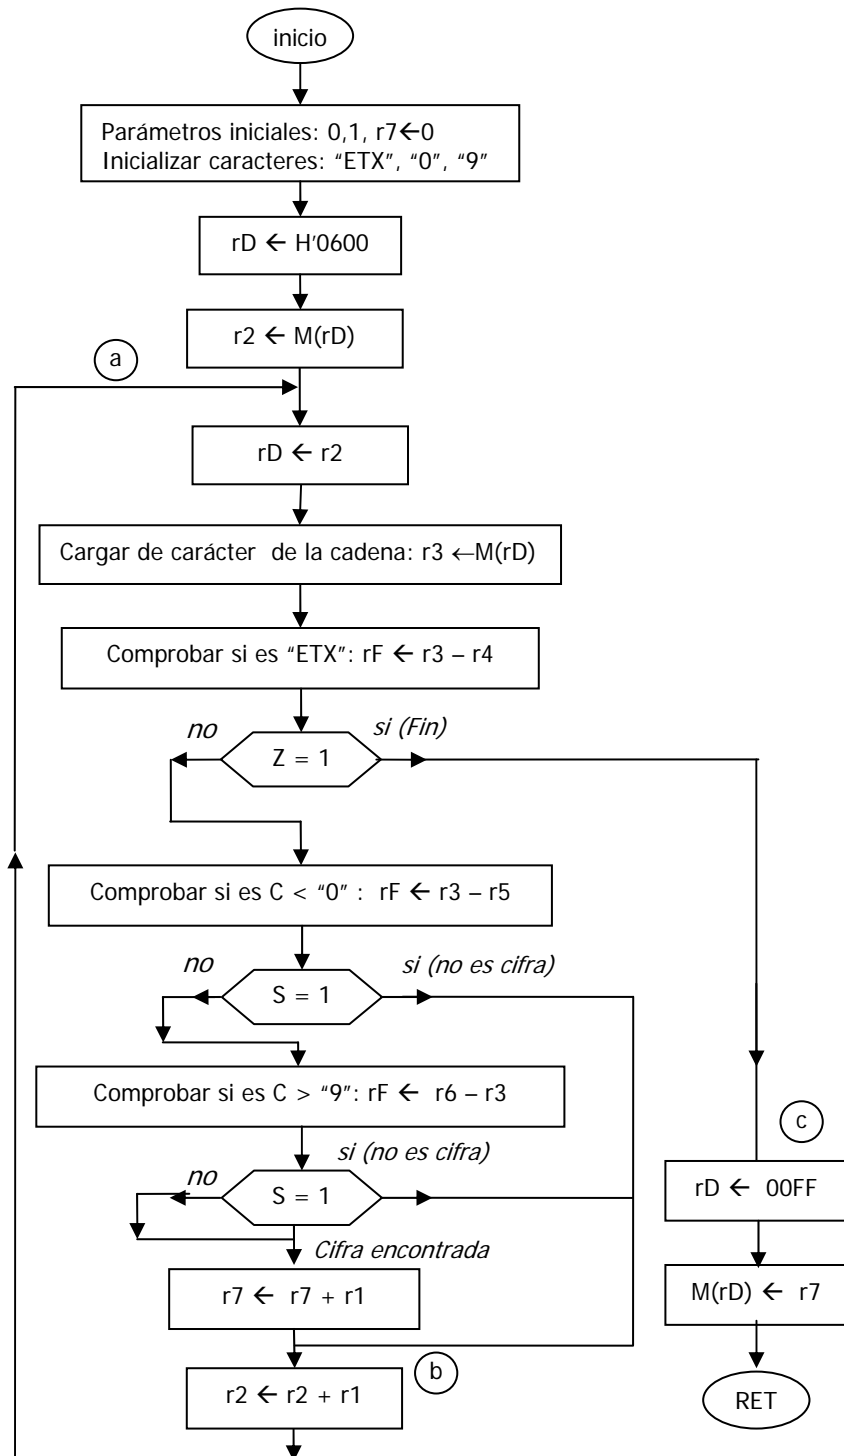 inicio
Parámetros iniciales: 0,1, r7←0
Inicializar caracteres: “ETX”, “0”, “9”
rD ← H’0600
r2 ← M(rD)
a
rD ← r2
Cargar de carácter de la cadena: r3 ←M(rD)
Comprobar si es “ETX”: rF ← r3 – r4
no
si (Fin)
Z = 1
Comprobar si es C < “0” : rF ← r3 – r5
no
si (no es cifra)
S = 1
Comprobar si es C > “9”: rF ← r6 – r3
si (no es cifra)
no
S = 1
Cifra encontrada
r7 ← r7 + r1
b
r2 ← r2 + r1
c
rD ← 00FF
M(rD) ← r7
RET